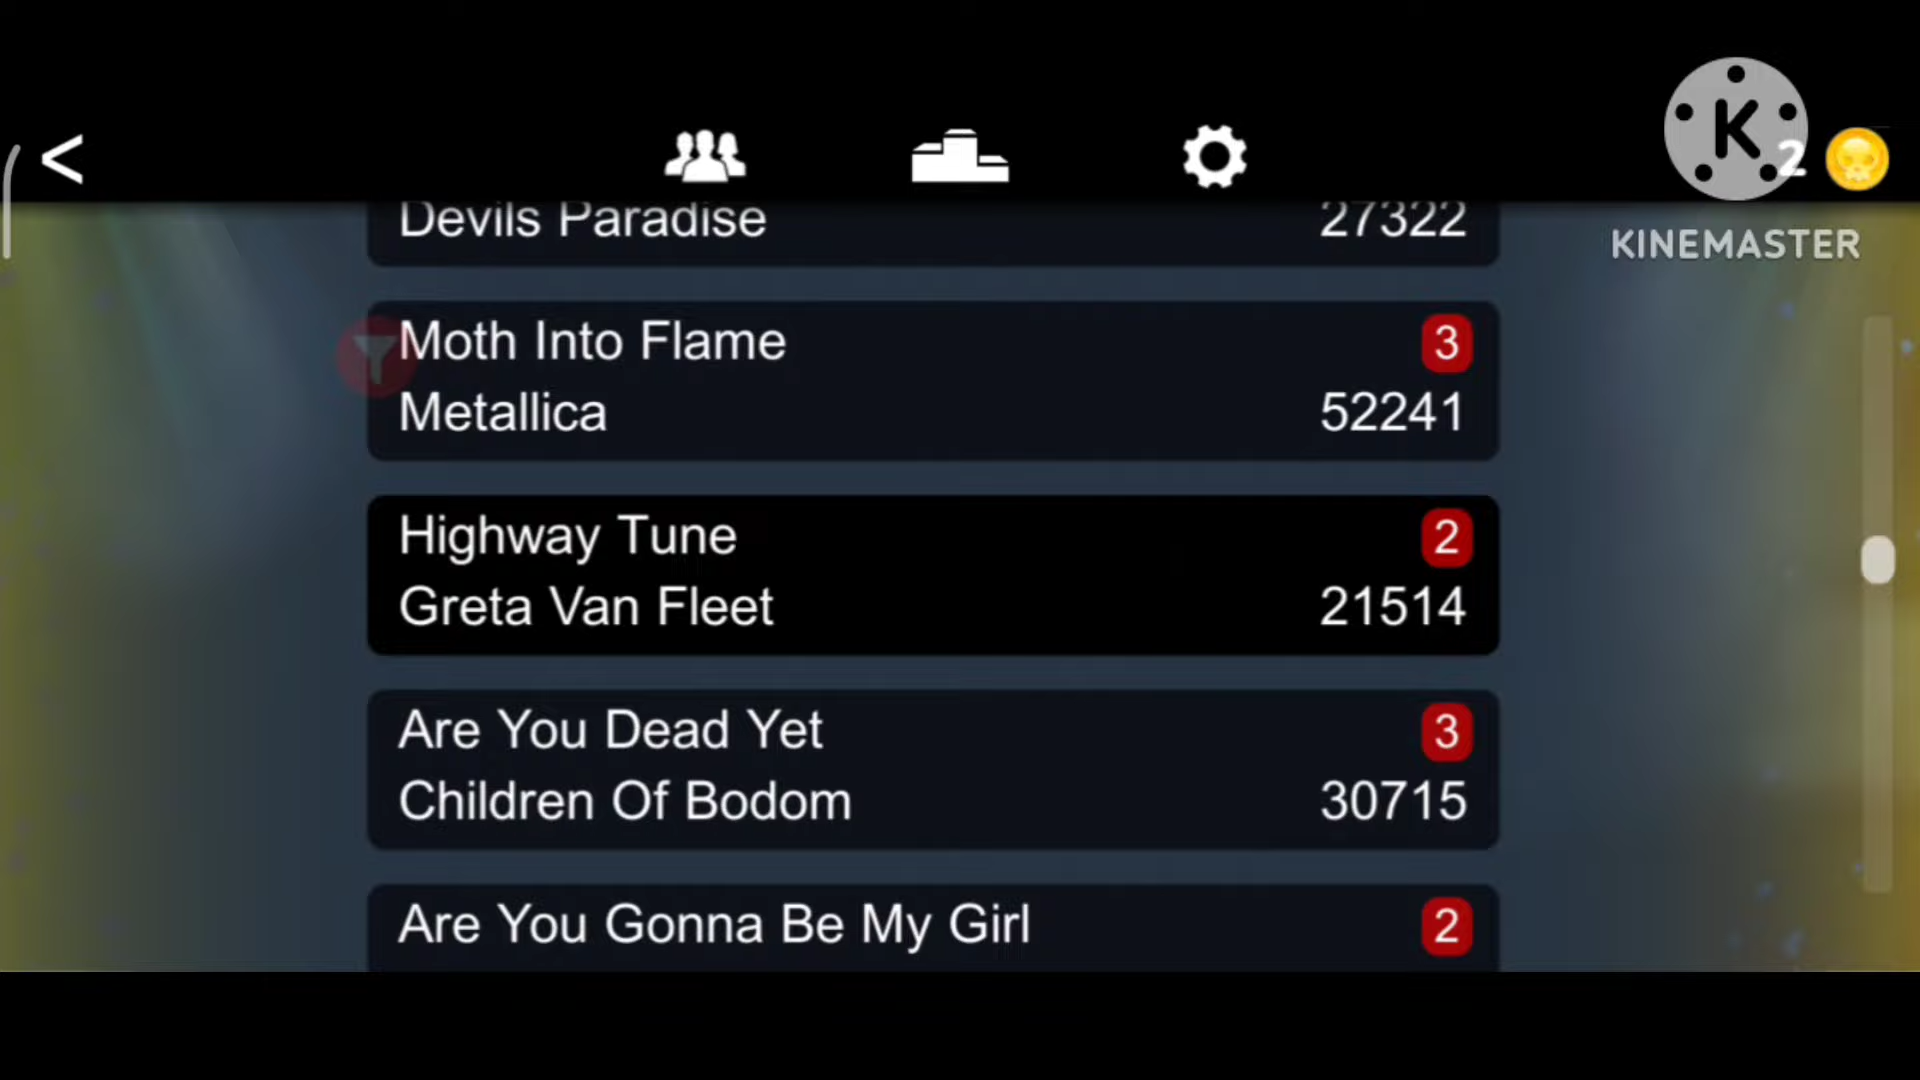 <
K
2
KINEMASTER
Devils Paradise 27322
Moth Into Flame 3
Metallica 52241
Highway Tune 2
Greta Van Fleet 21514
Are You Dead Yet 3
Children Of Bodom 30715
Are You Gonna Be My Girl 2